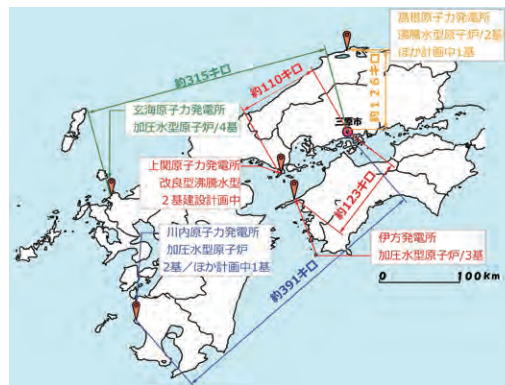 島根原子力発電所
沸騰水型原子炉/2基
ほか計画中1基
約315キロ
約110キロ
約126キロ
玄海原子力発電所
加圧水型原子炉/4基
三原市
上関原子力発電所
改良型沸騰水型
2基建設計画中
約123キロ
川内原子力発電所
加圧水型原子炉
2基/ほか計画中1基
伊方発電所
加圧水型原子炉/3基
約391キロ
0 100km